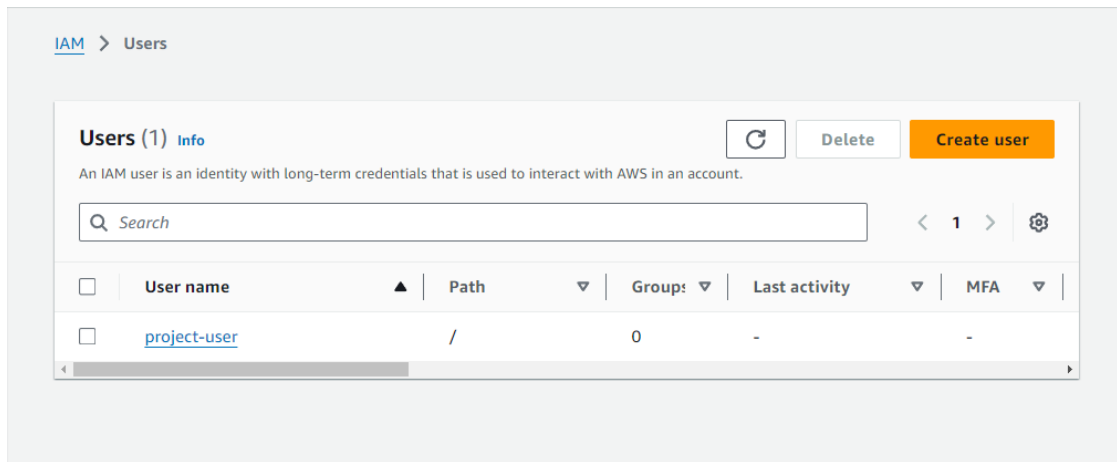 IAM > Users
Users (1) Info
Delete
Create user
An IAM user is an identity with long-term credentials that is used to interact with AWS in an account.
Search
1
User name Path Groups Last activity MFA
project-user / 0 - -